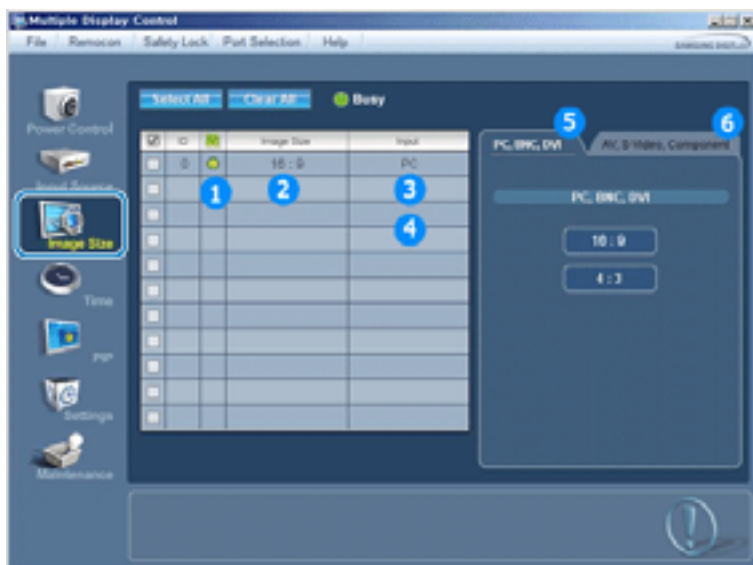 Multiple Display Control
File Remocon Safety Lock Port Selection Help
Select All Clear All Busy
Power Control
Input Source
Image Size
Time
PIP
Settings
Maintenance
ID Image Size Input
0 16 : 9 PC
1 2 3
4
5 6
PC, BNC, DVI AV, S-Video, Component
PC, BNC, DVI
16 : 9
4 : 3